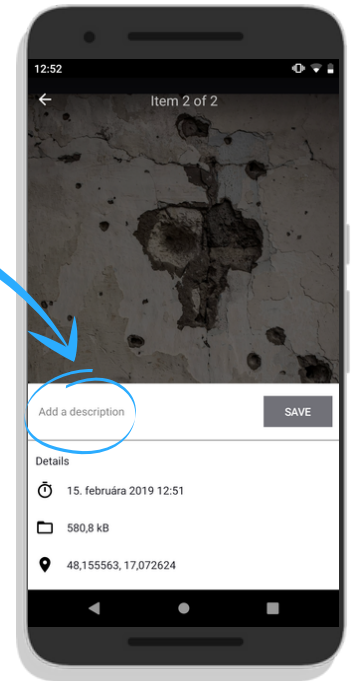 12:52
Item 2 of 2
Add a description
SAVE
Details
15. februára 2019 12:51
580,8 kB
48,155563, 17,072624